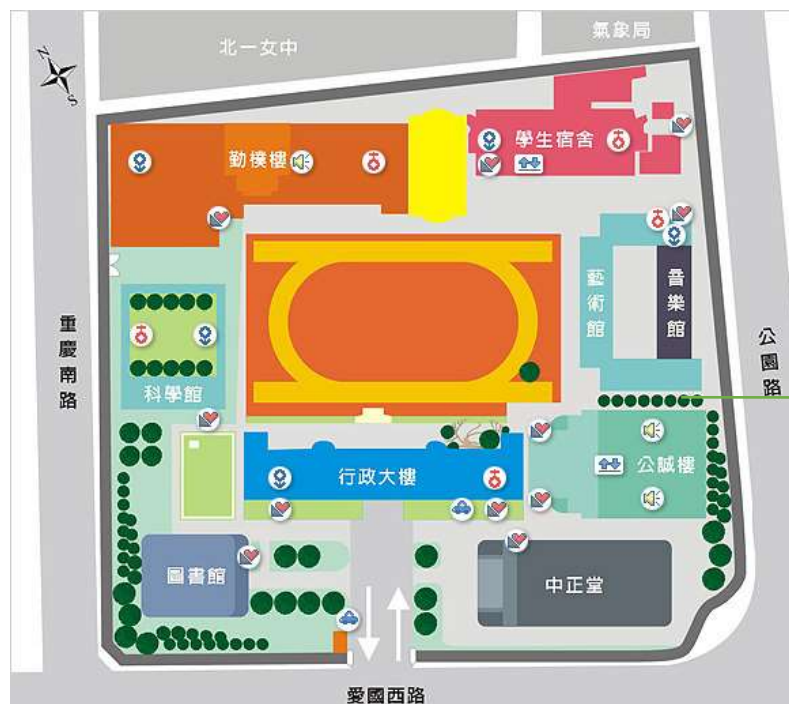 氣象局
北一女中
N
S
學生宿舍
勤樸樓
藝術館
音樂館
重慶南路
公園路
科學館
公誠樓
行政大樓
圖書館
中正堂
愛國西路